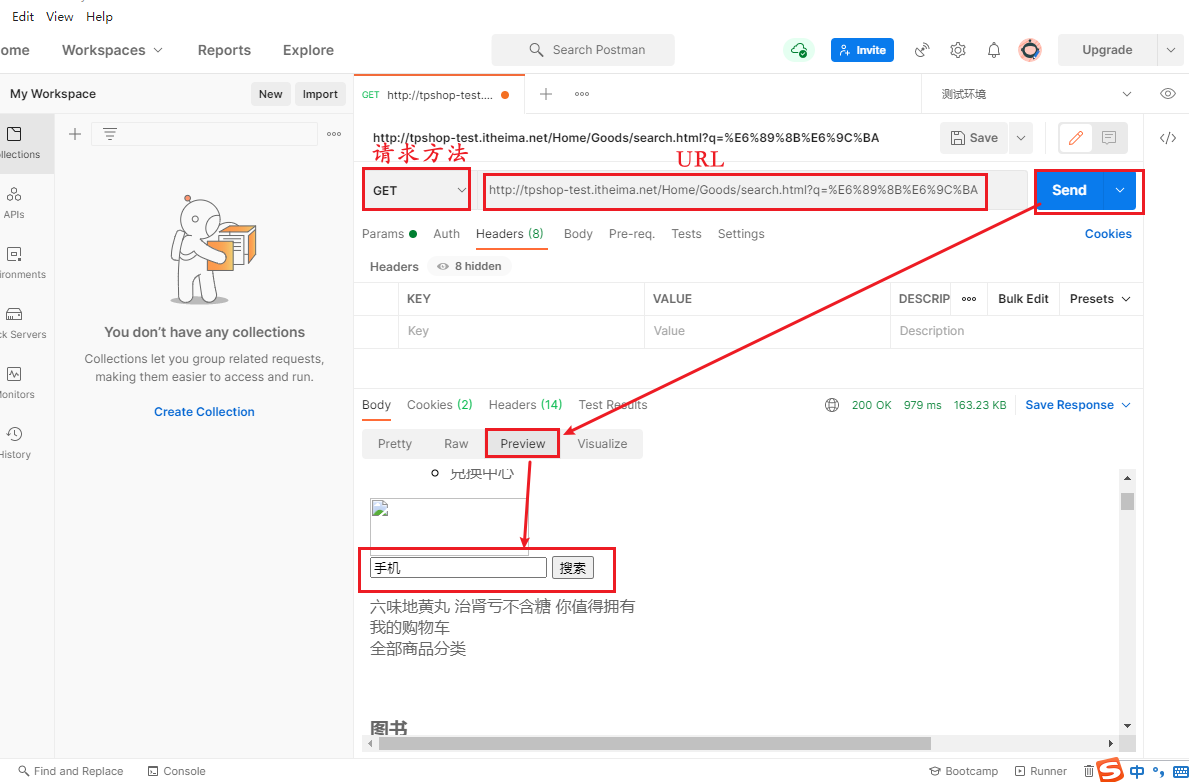 Edit View Help
ome Workspaces Reports Explore Search Postman Invite Upgrade
My Workspace New Import GET http://tpshop-test.... 测试环境
http://tpshop-test.itheima.net/Home/Goods/search.html?q=%E6%89%8B%E6%9C%BA Save
请求方法 URL
GET http://tpshop-test.itheima.net/Home/Goods/search.html?q=%E6%89%8B%E6%9C%BA Send
ollections
APIs
ironments
ck Servers
onitors
History
You don't have any collections
Collections let you group related requests,
making them easier to access and run.
Create Collection
Params Auth Headers (8) Body Pre-req. Tests Settings Cookies
Headers 8 hidden
KEY VALUE DESCRIP Bulk Edit Presets
Key Value Description
Body Cookies (2) Headers (14) Test Results 200 OK 979 ms 163.23 KB Save Response
Pretty Raw Preview Visualize
兑换中心
手机 搜索
六味地黄丸 治肾亏不含糖 你值得拥有
我的购物车
全部商品分类
图书
Find and Replace Console Bootcamp Runner S 中